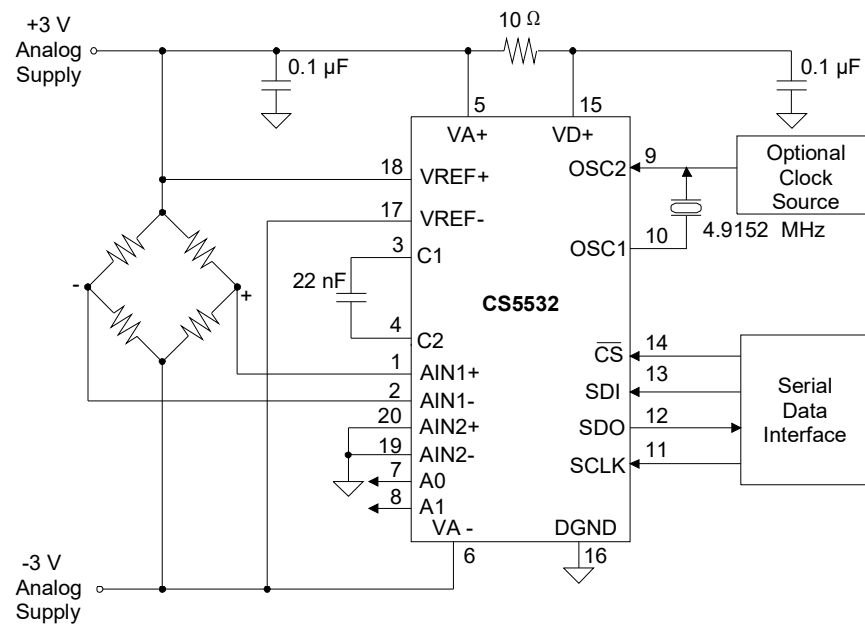 +3 V
Analog
Supply
0.1 µF
10 Ω
0.1 µF
5
15
VA+
VD+
18
VREF+
17
VREF-
3
C1
22 nF
4
C2
1
AIN1+
2
AIN1-
20
AIN2+
19
AIN2-
7
A0
8
A1
VA -
6
-
+
CS5532
OSC2
9
Optional
Clock
Source
OSC1
10
4.9152 MHz
CS
14
SDI
13
SDO
12
SCLK
11
Serial
Data
Interface
DGND
16
-3 V
Analog
Supply